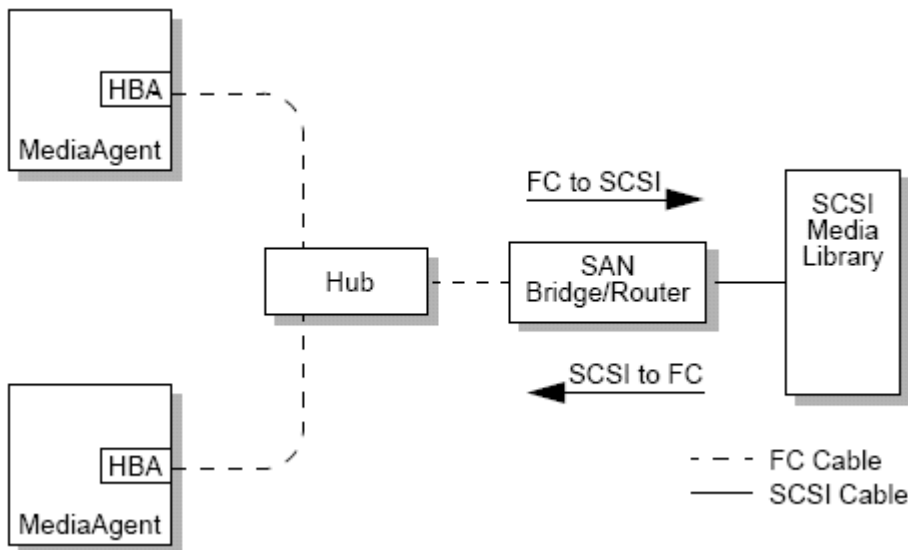 HBA
MediaAgent
FC to SCSI
SCSI
Media
Library
Hub
SAN
Bridge/Router
SCSI to FC
HBA
MediaAgent
FC Cable
SCSI Cable